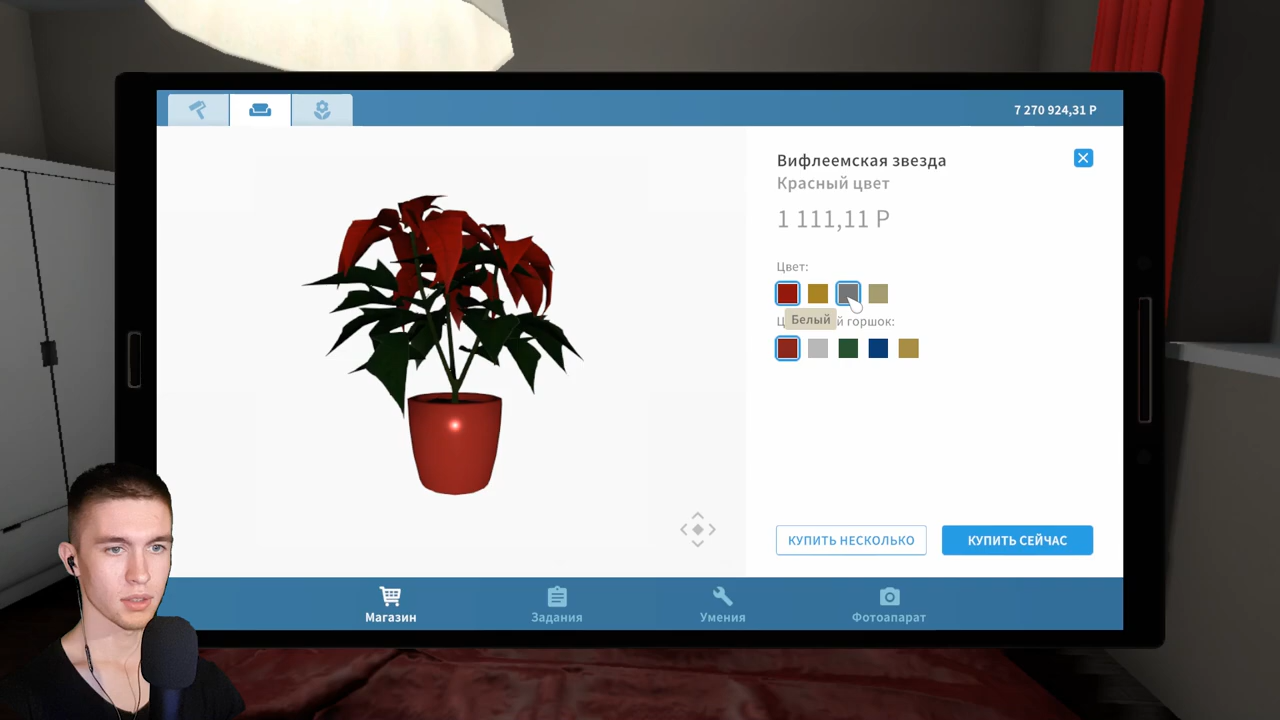 7 270 924,31 Р
Вифлеемская звезда
Красный цвет
1 111,11 Р
Цвет:
Белый
й горшок:
КУПИТЬ НЕСКОЛЬКО
КУПИТЬ СЕЙЧАС
Магазин
Задания
Умения
Фотоаппарат